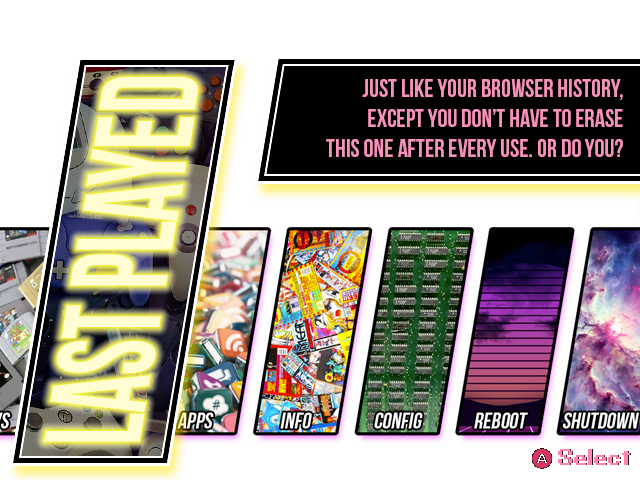 JUST LIKE YOUR BROWSER HISTORY,
EXCEPT YOU DON'T HAVE TO ERASE
THIS ONE AFTER EVERY USE. OR DO YOU?
LAST PLAYED
APPS
INFO
CONFIG
REBOOT
SHUTDOWN
A Select